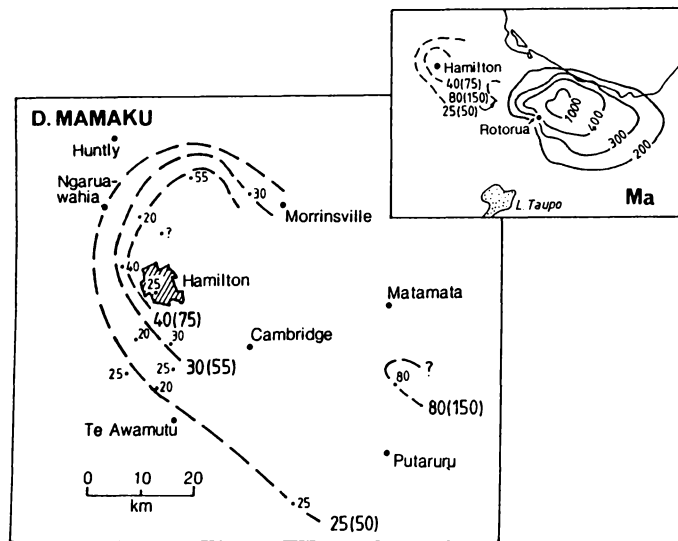 D. MAMAKU
Huntly
Ngarua-
wahia
55
30
Morrinsville
20
?
40
25
Hamilton
40(75)
20
30
Cambridge
30(55)
25
25
20
Te Awamutu
Matamata
?
80
80(150)
Putaruru
25
25(50)
0 10 20
km
Hamilton
40(75)
80(150)
25(50)
Rotorua
1000
400
300
200
L. Taupo
Ma